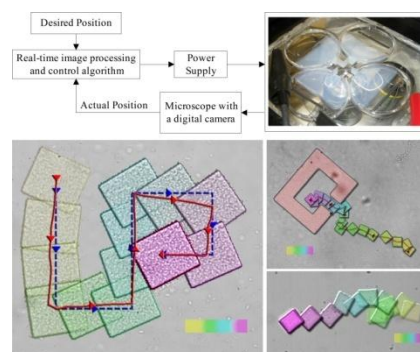 Desired Position
Real-time image processing
and control algorithm
Power
Supply
Actual Position
Microscope with
a digital camera